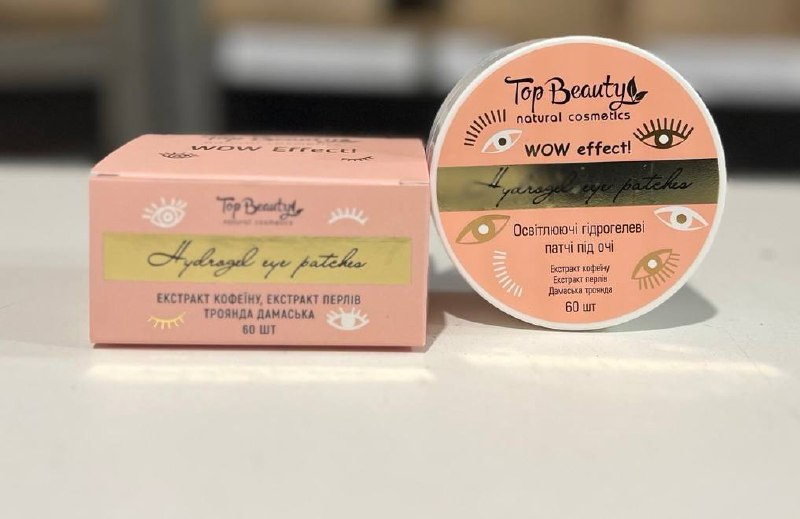 Top Beauty
WOW Effect!
Top Beauty
natural cosmetics
Hydrogel eye patches
ЕКСТРАКТ КОФЕЇНУ, ЕКСТРАКТ ПЕРЛІВ
ТРОЯНДА ДАМАСЬКА
60 ШТ
Top Beauty
natural cosmetics
WOW effect!
Hydrogel eye patches
Освітлюючі гідрогелеві
патчі під очі
Екстракт кофеїну
Екстракт перлів
Дамаська троянда
60 шт